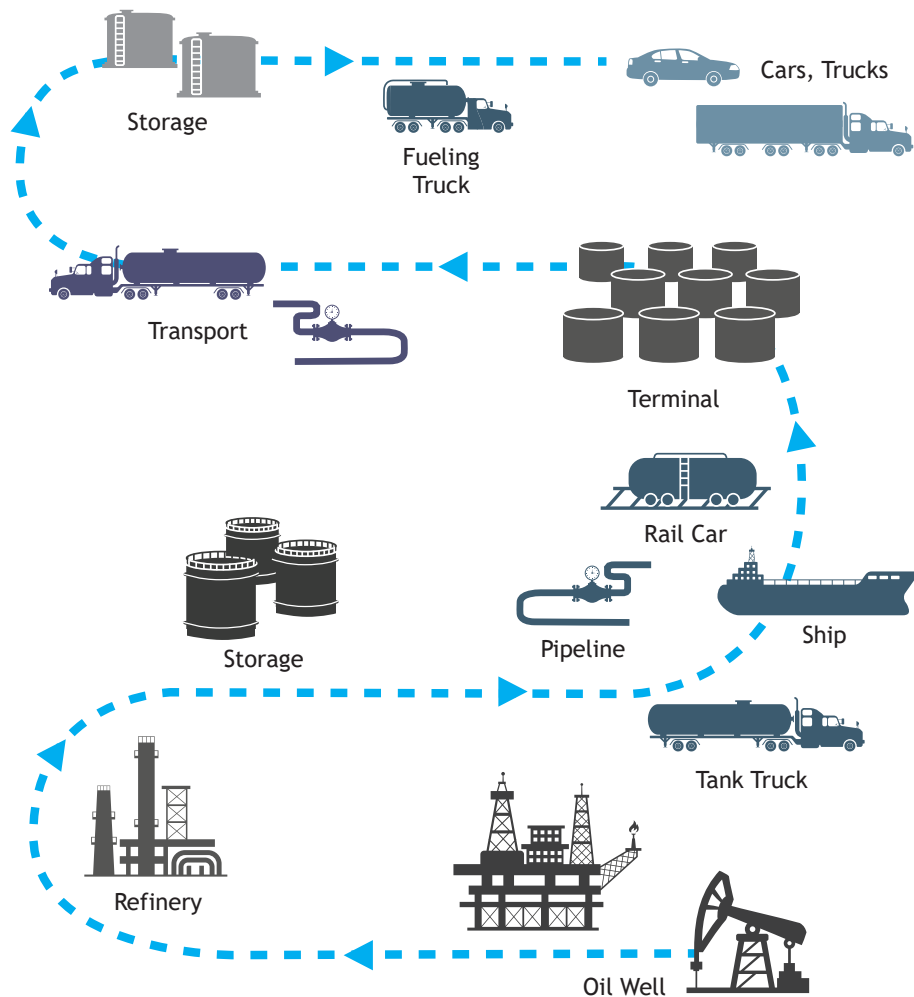 Storage
Fueling
Truck
Cars, Trucks
Transport
Terminal
Rail Car
Storage
Pipeline
Ship
Tank Truck
Refinery
Oil Well